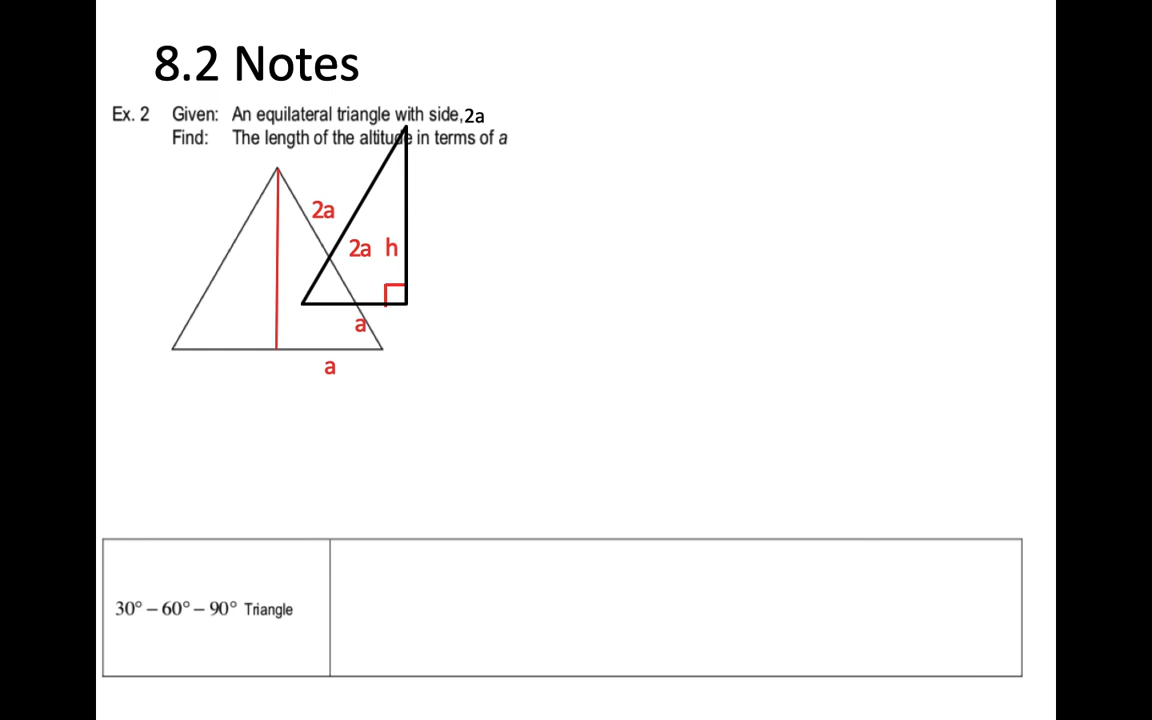 8.2 Notes
Ex. 2 Given: An equilateral triangle with side,2a
Find: The length of the altitude in terms of a
2a
2a h
a
a
30° – 60° – 90° Triangle